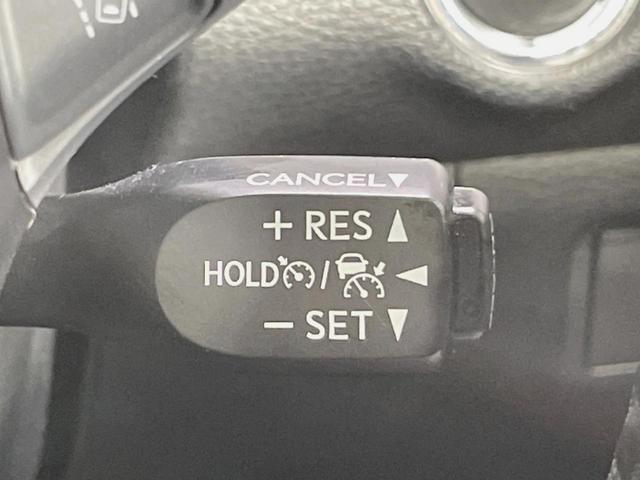 CANCEL▼
+ RES ▲
HOLD / ◀
− SET ▼